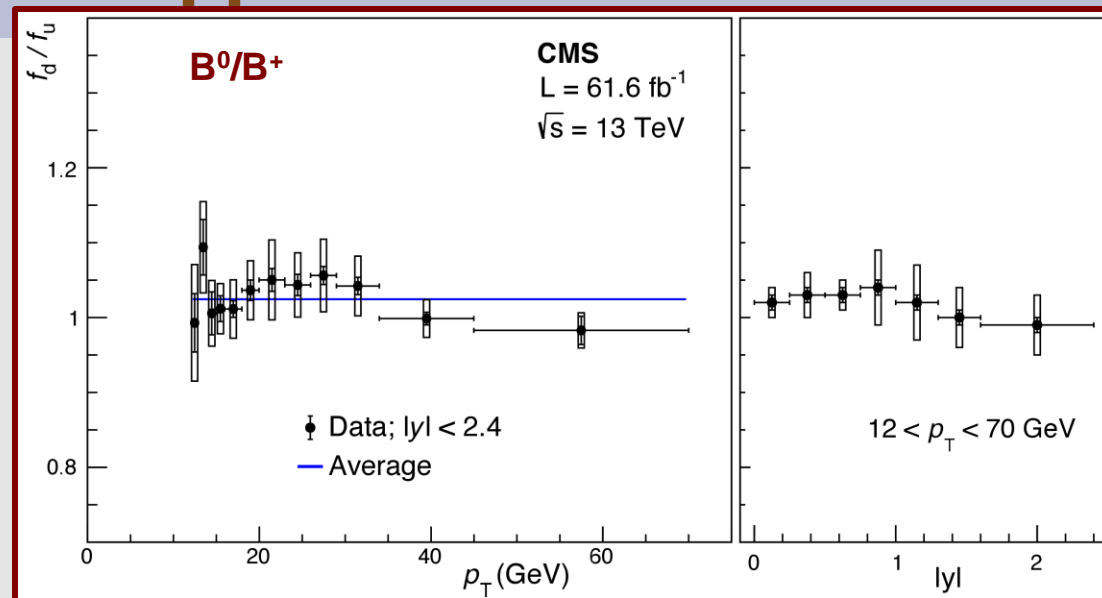 f_d / f_u
B⁰/B⁺
CMS
L = 61.6 fb⁻¹
√s = 13 TeV
1.2
1
0.8
Data; |y| < 2.4
Average
0
20
40
60
p_T (GeV)
12 < p_T < 70 GeV
0
1
2
|y|